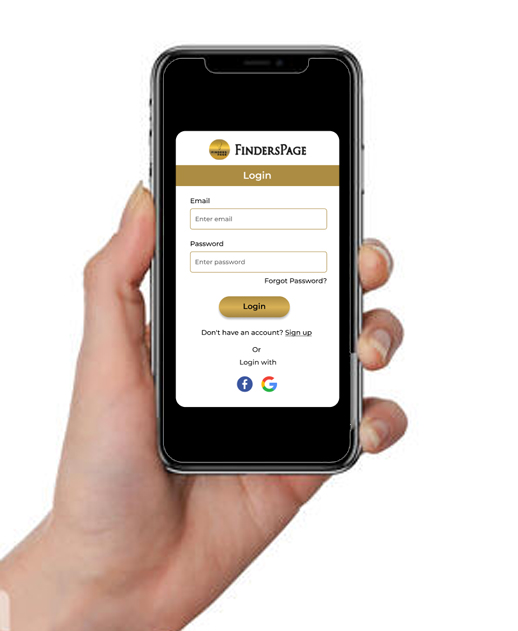 FINDERSPAGE
Login
Email
Enter email
Password
Enter password
Forgot Password?
Login
Don't have an account? Sign up
Or
Login with